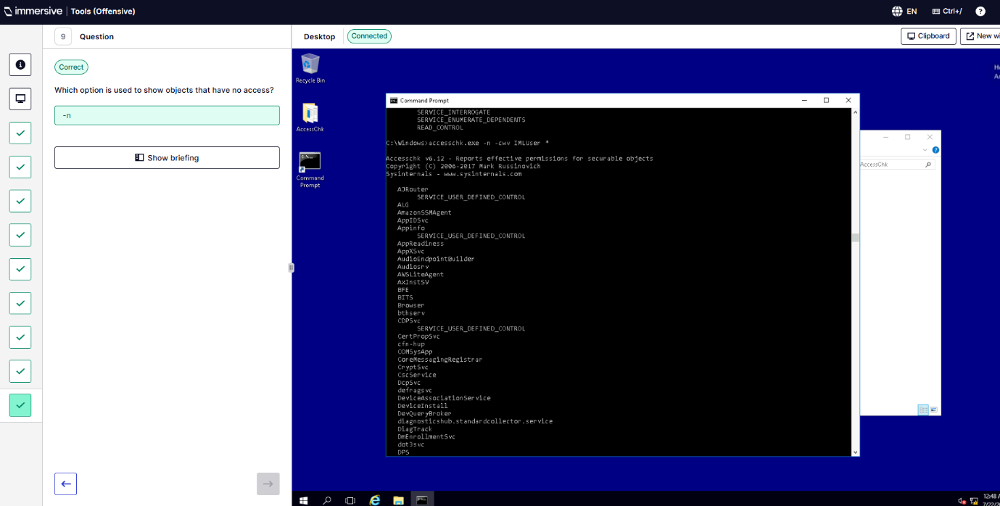 immersive | Tools (Offensive)
EN
Ctrl+/
?
9
Question
Desktop
Connected
Clipboard
New wi
Correct
Which option is used to show objects that have no access?
-n
Show briefing
Recycle Bin
AccessChk
Command
Prompt
Command Prompt
SERVICE_INTERROGATE
SERVICE_ENUMERATE_DEPENDENTS
READ_CONTROL
C:\Windows>accesschk.exe -n -cwv IMLUser *
Accesschk v6.12 - Reports effective permissions for securable objects
Copyright (C) 2006-2017 Mark Russinovich
Sysinternals - www.sysinternals.com
AJRouter
SERVICE_USER_DEFINED_CONTROL
ALG
AmazonSSMAgent
AppIDSvc
Appinfo
SERVICE_USER_DEFINED_CONTROL
AppReadiness
AppXSvc
AudioEndpointBuilder
Audiosrv
AWSLiteAgent
AxInstSV
BFE
BITS
Browser
bthserv
CDPSvc
SERVICE_USER_DEFINED_CONTROL
CertPropSvc
cfn-hup
COMSysApp
CoreMessagingRegistrar
CryptSvc
CscService
DcpSvc
defragsvc
DeviceAssociationService
DeviceInstall
DevQueryBroker
diagnosticshub.standardcollector.service
DiagTrack
DmEnrollmentSvc
dot3svc
DPS
AccessChk
12:48 A